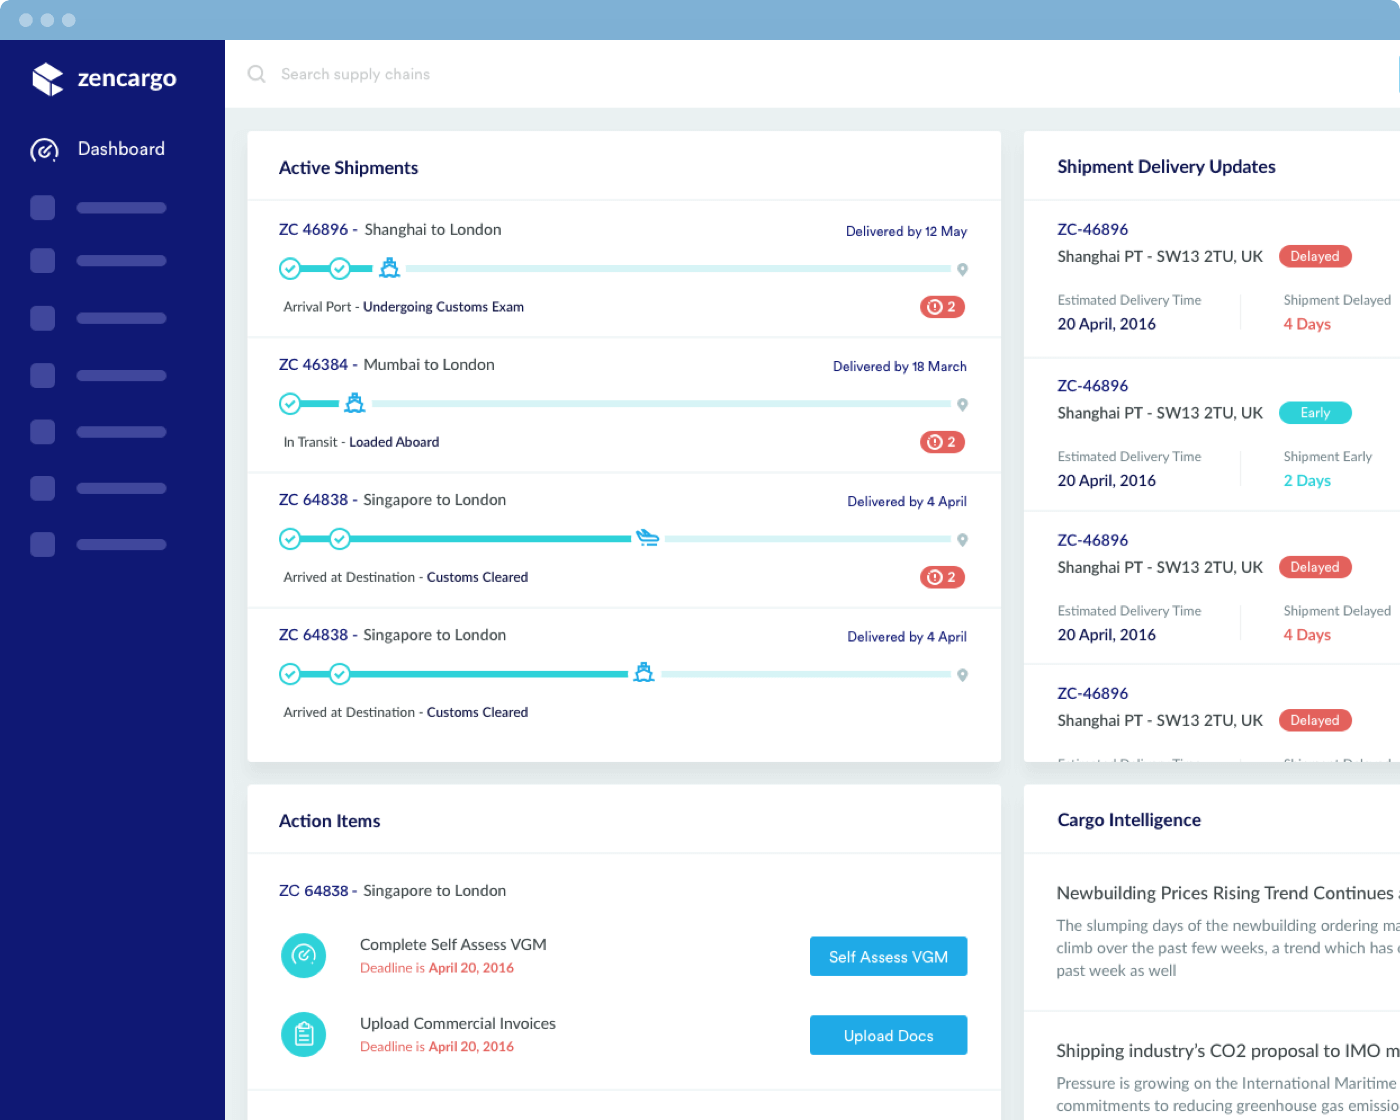 zencargo
Dashboard
Search supply chains
Active Shipments
ZC 46896 - Shanghai to London
Delivered by 12 May
Arrival Port - Undergoing Customs Exam
2
ZC 46384 - Mumbai to London
Delivered by 18 March
In Transit - Loaded Aboard
2
ZC 64838 - Singapore to London
Delivered by 4 April
Arrived at Destination - Customs Cleared
2
ZC 64838 - Singapore to London
Delivered by 4 April
Arrived at Destination - Customs Cleared
Shipment Delivery Updates
ZC-46896
Shanghai PT - SW13 2TU, UK Delayed
Estimated Delivery Time
20 April, 2016
Shipment Delayed
4 Days
ZC-46896
Shanghai PT - SW13 2TU, UK Early
Estimated Delivery Time
20 April, 2016
Shipment Early
2 Days
ZC-46896
Shanghai PT - SW13 2TU, UK Delayed
Estimated Delivery Time
20 April, 2016
Shipment Delayed
4 Days
ZC-46896
Shanghai PT - SW13 2TU, UK Delayed
Action Items
ZC 64838 - Singapore to London
Complete Self Assess VGM
Deadline is April 20, 2016
Self Assess VGM
Upload Commercial Invoices
Deadline is April 20, 2016
Upload Docs
Cargo Intelligence
Newbuilding Prices Rising Trend Continues
The slumping days of the newbuilding ordering
climb over the past few weeks, a trend which has
past week as well
Shipping industry's CO2 proposal to IMO
Pressure is growing on the International Maritime
commitments to reducing greenhouse gas